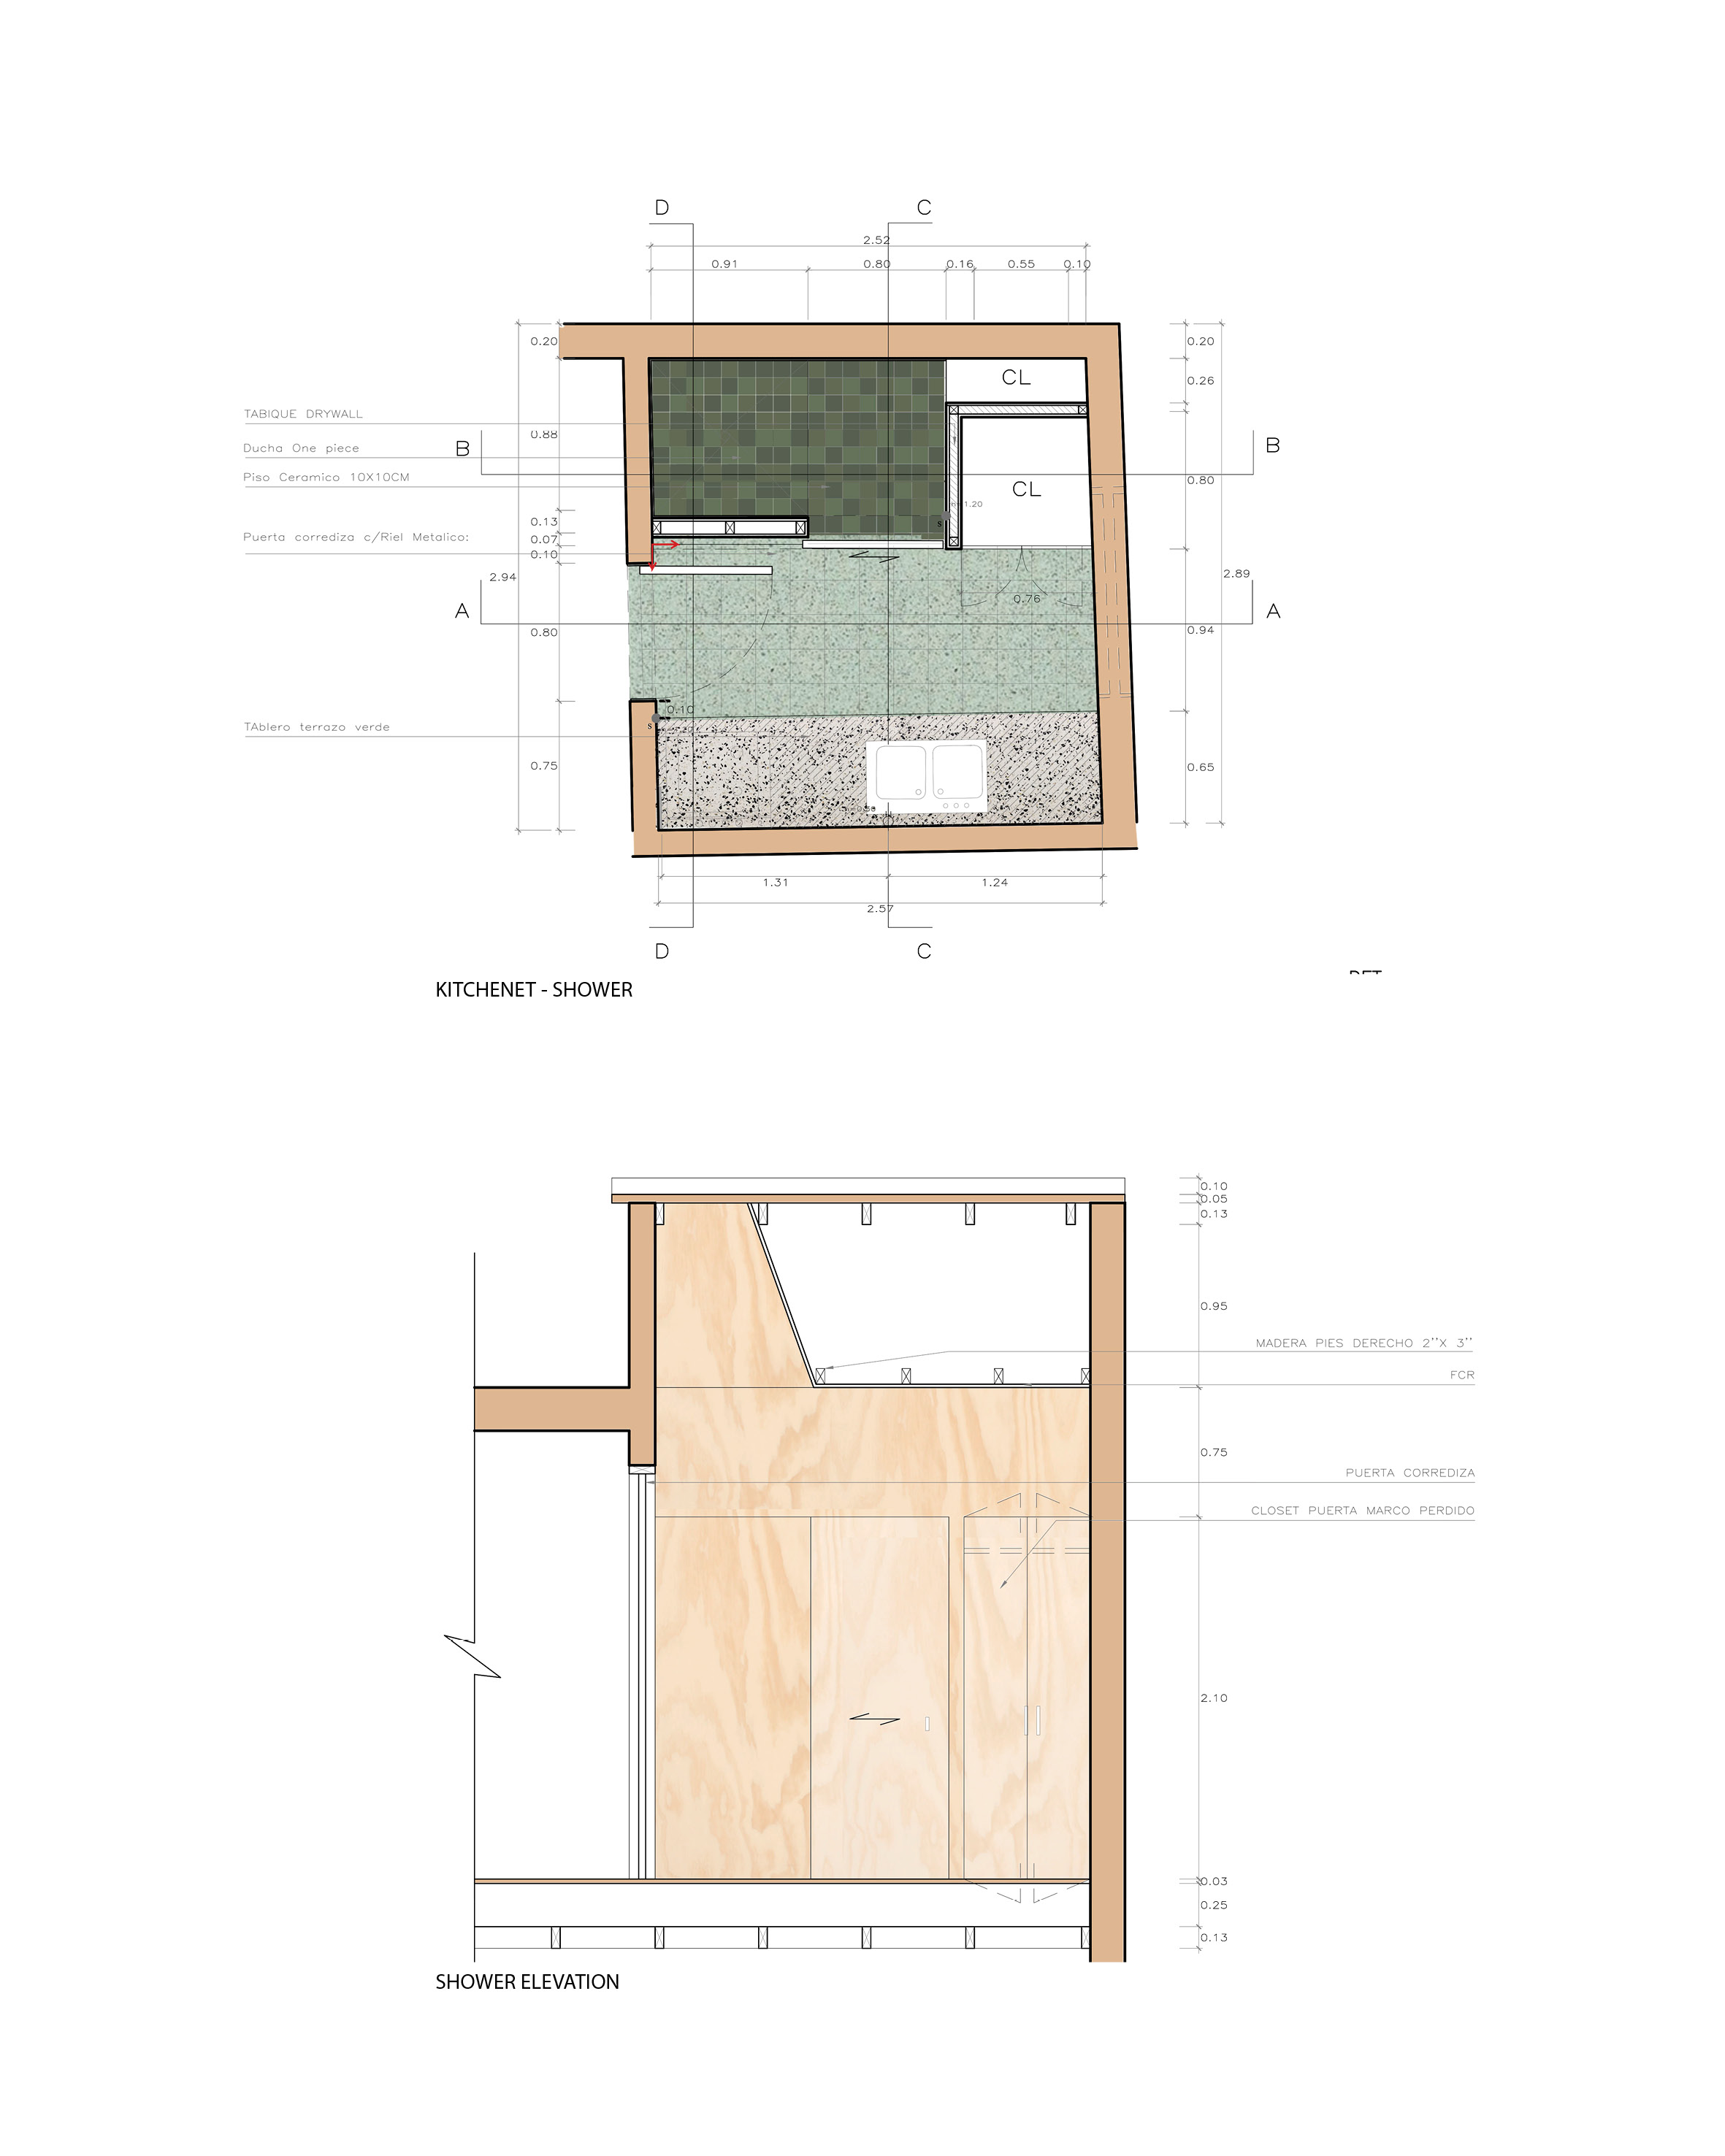 D C
2.52
0.91 0.80 0.16 0.55 0.10
0.20 0.20
CL 0.26
TABIQUE DRYWALL
0.88
Ducha One piece B B
Piso Ceramico 10X10CM 0.80
CL
1.20
s
0.13
Puerta corrediza c/Riel Metalico: 0.07
0.10
2.94 2.89
0.76
A A
0.80 0.94
0.10
s
TAblero terrazo verde
0.75 0.65
1.31 1.24
2.57
D C
KITCHENET - SHOWER
0.10
0.05
0.13
0.95
MADERA PIES DERECHO 2''X 3''
FCR
0.75
PUERTA CORREDIZA
CLOSET PUERTA MARCO PERDIDO
2.10
0.03
0.25
0.13
SHOWER ELEVATION